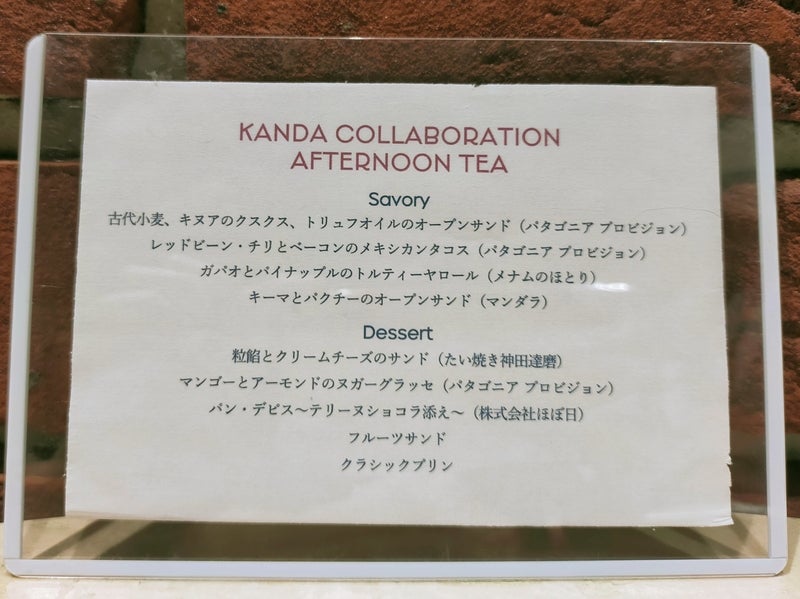 KANDA COLLABORATION
AFTERNOON TEA
Savory
古代小麦、キヌアのクスクス、トリュフオイルのオープンサンド（パタゴニア プロビジョン）
レッドビーン・チリとベーコンのメキシカンタコス（パタゴニア プロビジョン）
ガパオとパイナップルのトルティーヤロール（メナムのほとり）
キーマとパクチーのオープンサンド（マンダラ）
Dessert
粒餡とクリームチーズのサンド（たい焼き神田達磨）
マンゴーとアーモンドのヌガーグラッセ（パタゴニア プロビジョン）
パン・デピス～テリーヌショコラ添え～（株式会社ほぼ日）
フルーツサンド
クラシックプリン